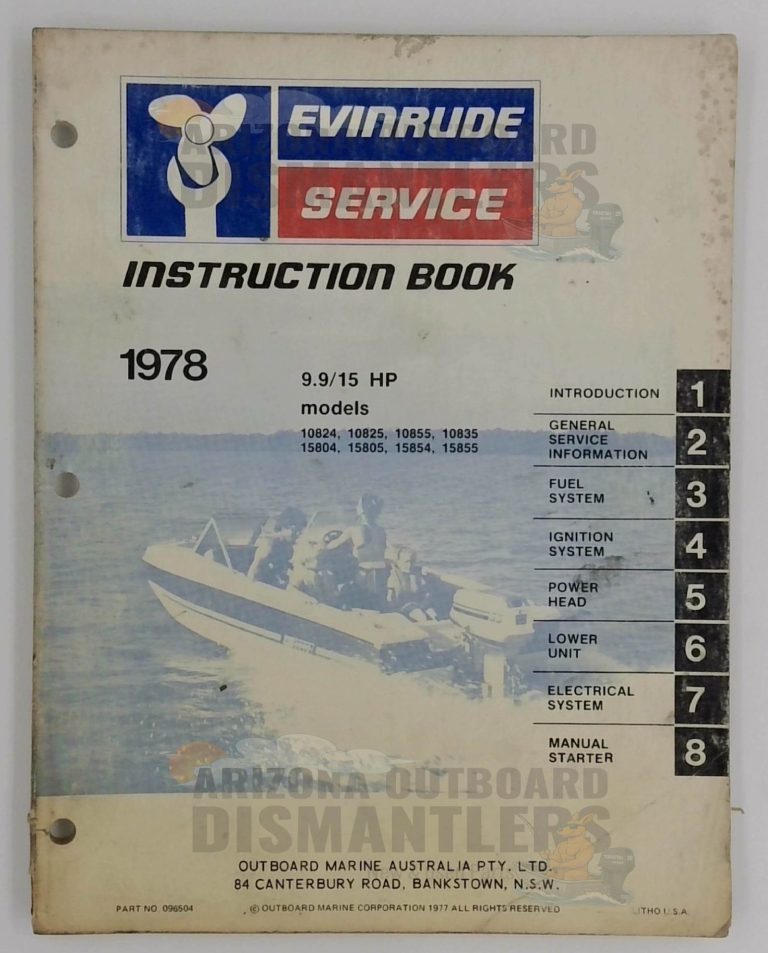 EVINRUDE
SERVICE
INSTRUCTION BOOK
1978
9.9/15 HP
models
10824, 10825, 10855, 10835
15804, 15805, 15854, 15855
INTRODUCTION 1
GENERAL
SERVICE
INFORMATION 2
FUEL
SYSTEM 3
IGNITION
SYSTEM 4
POWER
HEAD 5
LOWER
UNIT 6
ELECTRICAL
SYSTEM 7
MANUAL
STARTER 8
ARIZONA OUTBOARD
DISMANTLERS
ARIZONA OUTBOARD
DISMANTLERS
OUTBOARD MARINE AUSTRALIA PTY. LTD.
84 CANTERBURY ROAD, BANKSTOWN, N.S.W.
PART NO. 096504
© OUTBOARD MARINE CORPORATION 1977 ALL RIGHTS RESERVED
LITHO U.S.A.